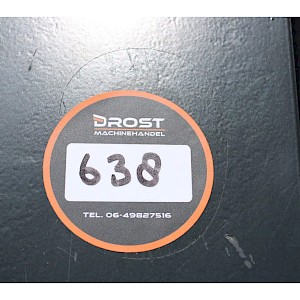 DROST
MACHINEHANDEL
638
TEL. 06-49827516